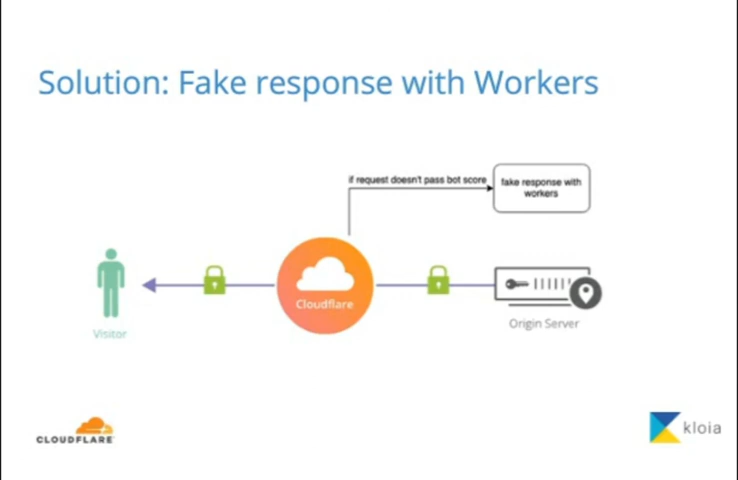 Solution: Fake response with Workers
if request doesn't pass bot score
fake response with
workers
Cloudflare
Visitor
Origin Server
CLOUDFLARE
kloia